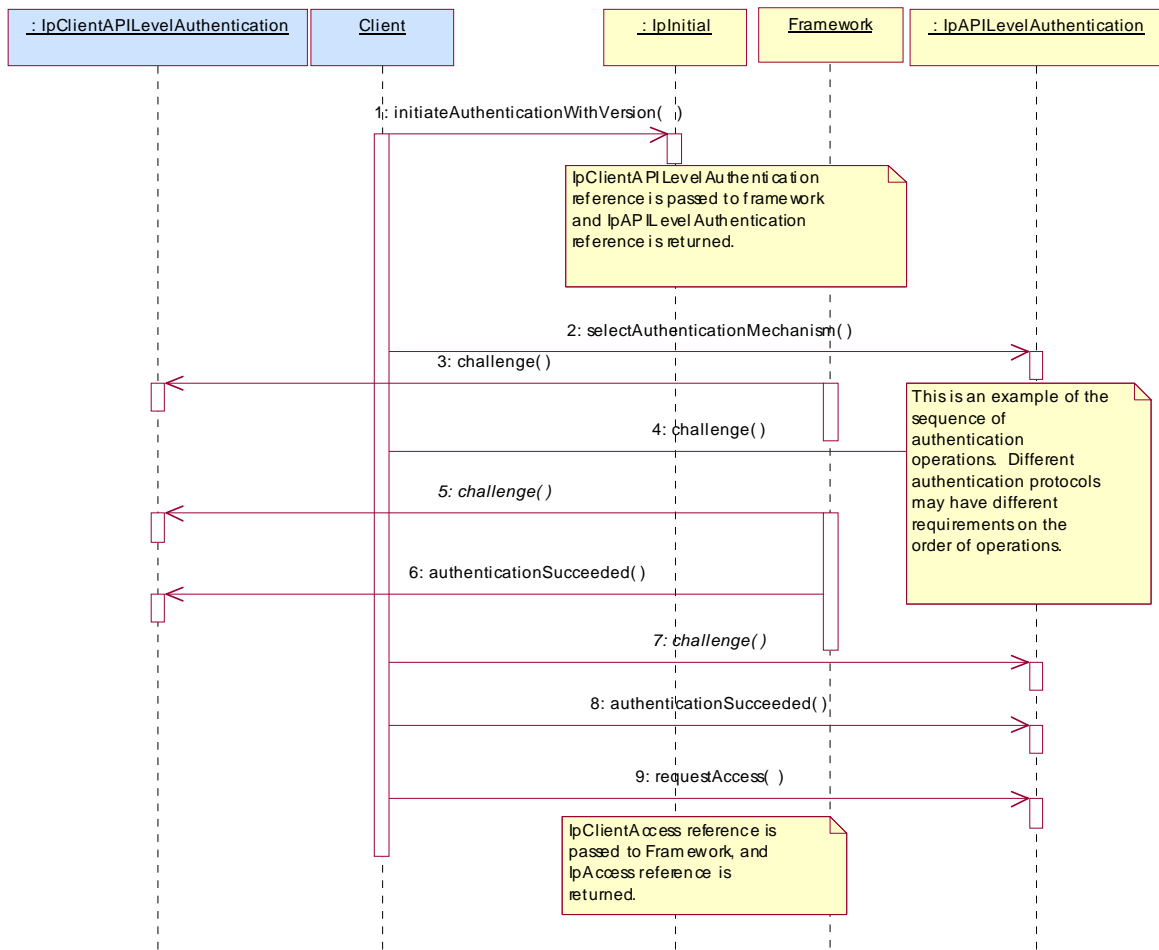 : IpClientAPILevelAuthentication
Client
: IpInitial
Framework
: IpAPILevelAuthentication
1: initiateAuthenticationWithVersion( )
IpClientAPILevelAuthentication
reference is passed to framework
and IpAPILevelAuthentication
reference is returned.
2: selectAuthenticationMechanism( )
3: challenge( )
This is an example of the
sequence of
authentication
operations. Different
authentication protocols
may have different
requirements on the
order of operations.
4: challenge( )
5: challenge( )
6: authenticationSucceeded( )
7: challenge( )
8: authenticationSucceeded( )
9: requestAccess( )
IpClientAccess reference is
passed to Framework, and
IpAccess reference is
returned.